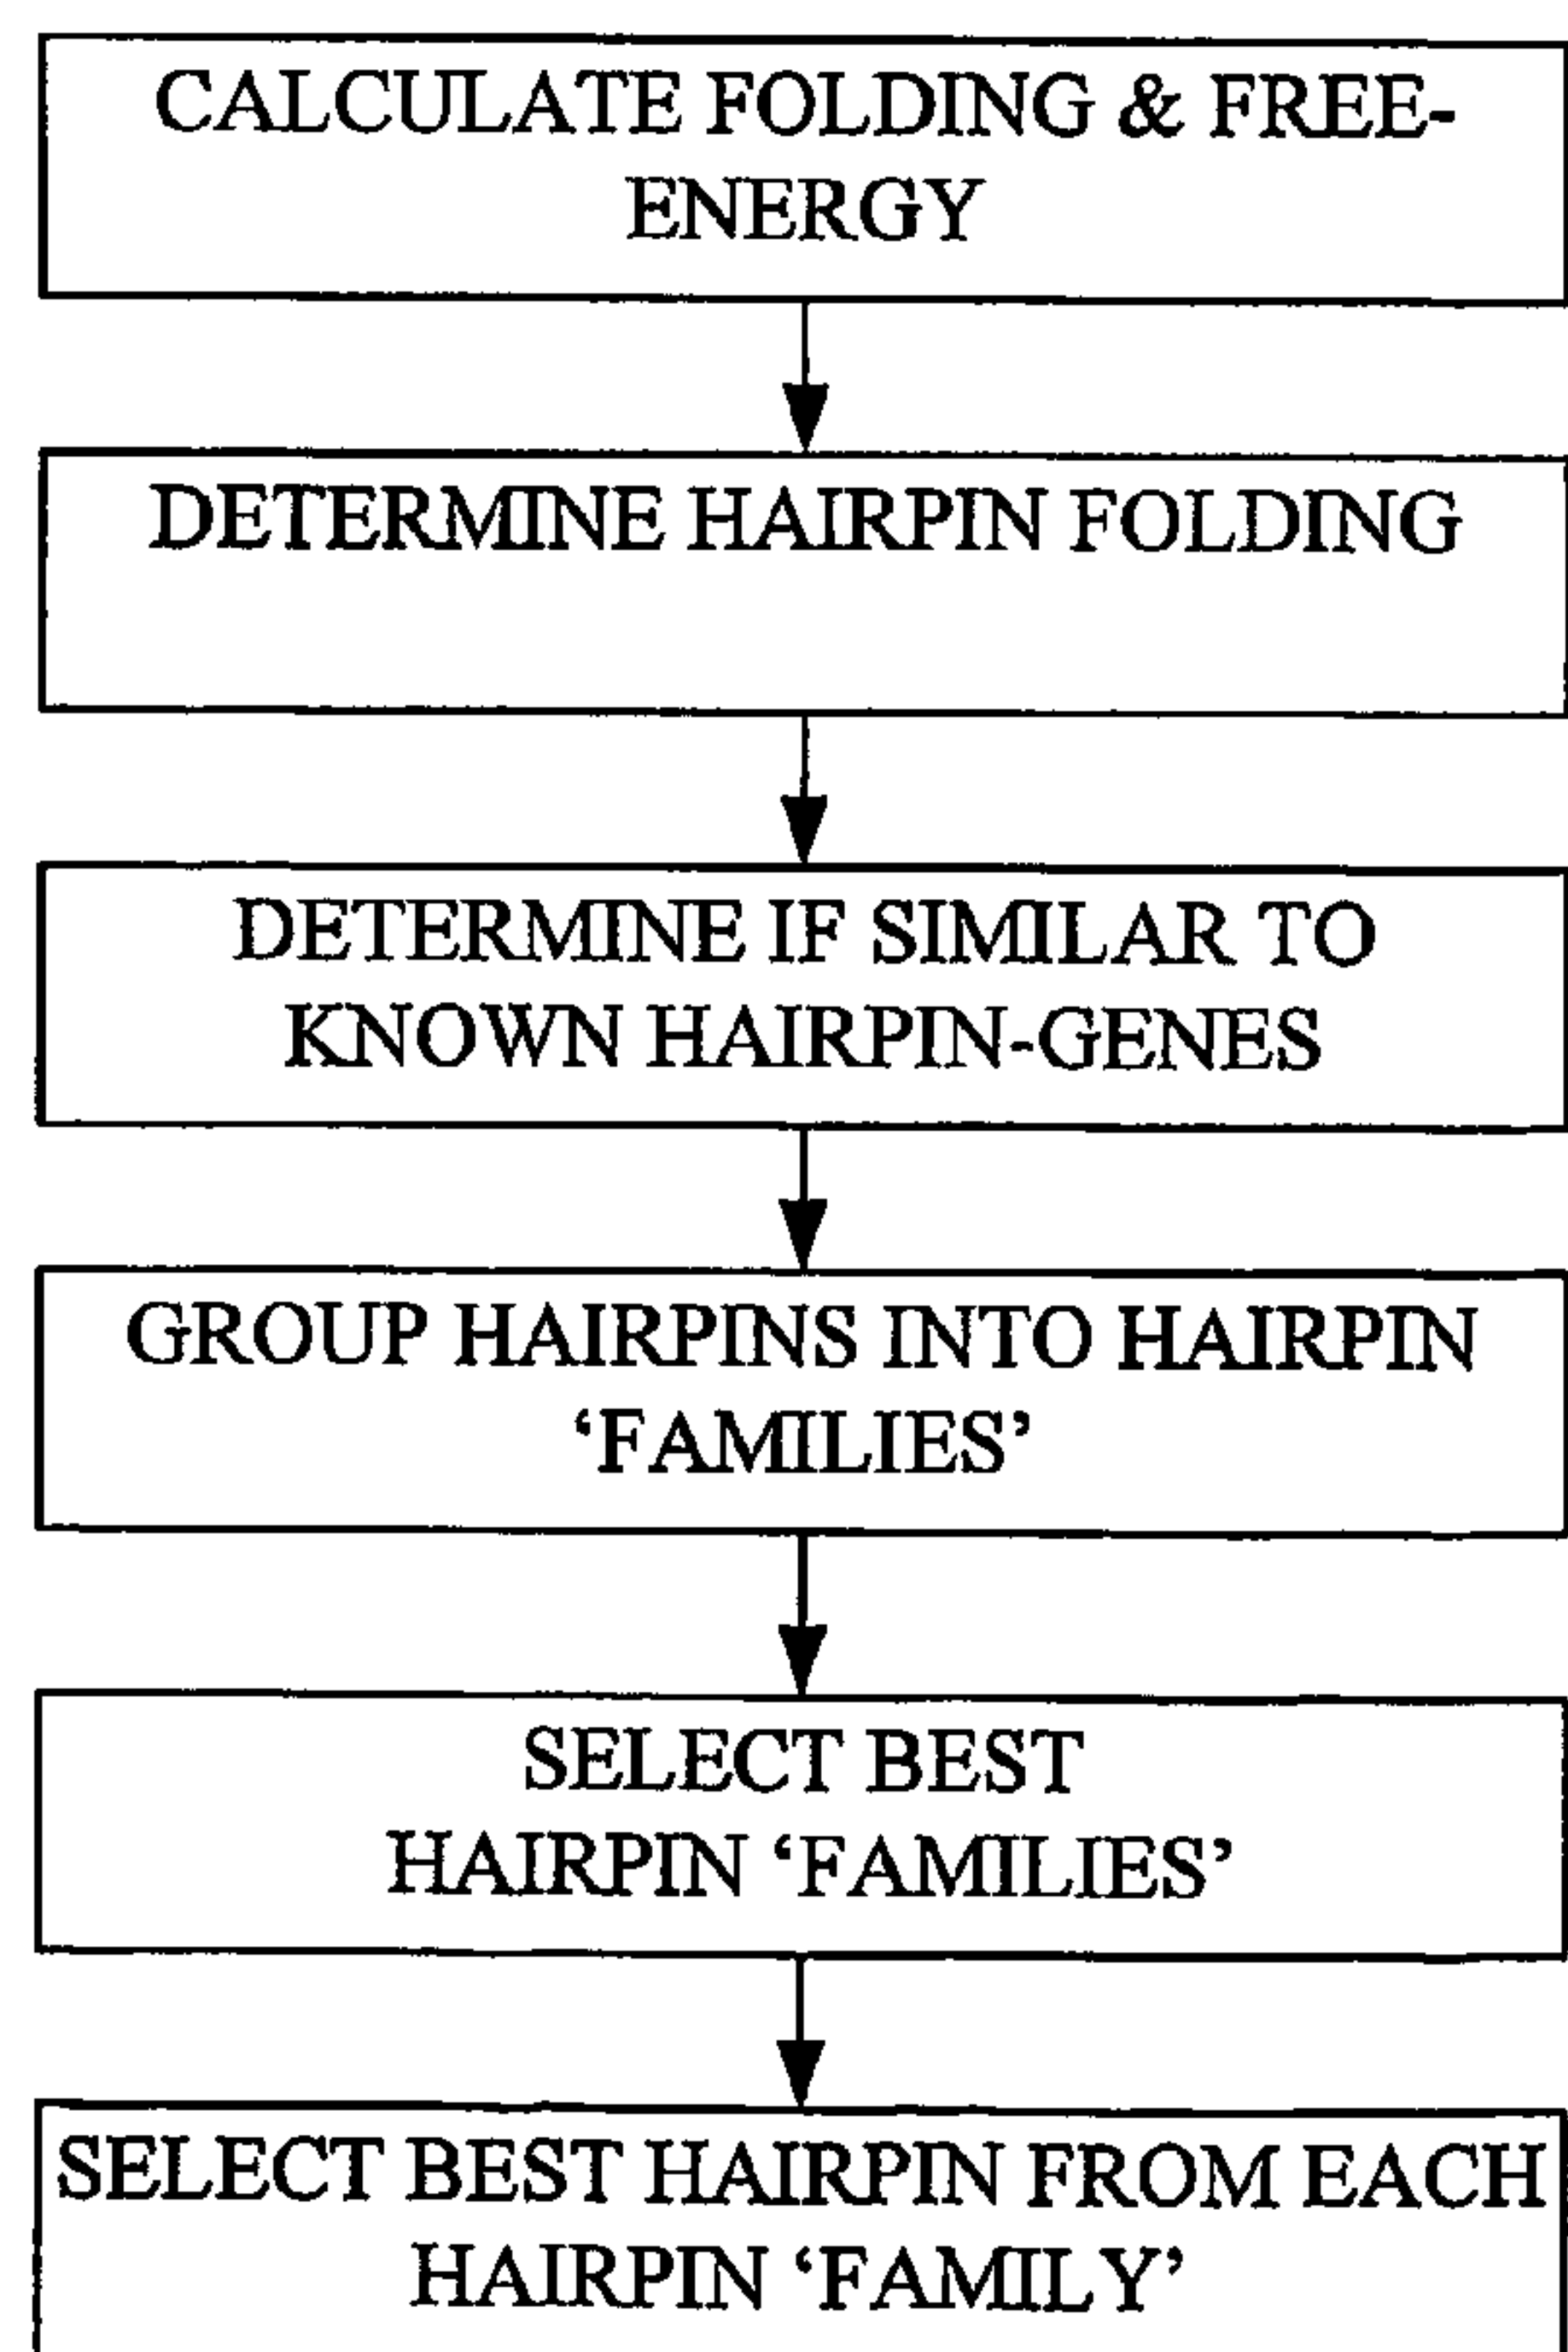 CALCULATE FOLDING & FREE-
ENERGY
DETERMINE HAIRPIN FOLDING
DETERMINE IF SIMILAR TO
KNOWN HAIRPIN-GENES
GROUP HAIRPINS INTO HAIRPIN
‘FAMILIES’
SELECT BEST
HAIRPIN ‘FAMILIES’
SELECT BEST HAIRPIN FROM EACH
HAIRPIN ‘FAMILY’